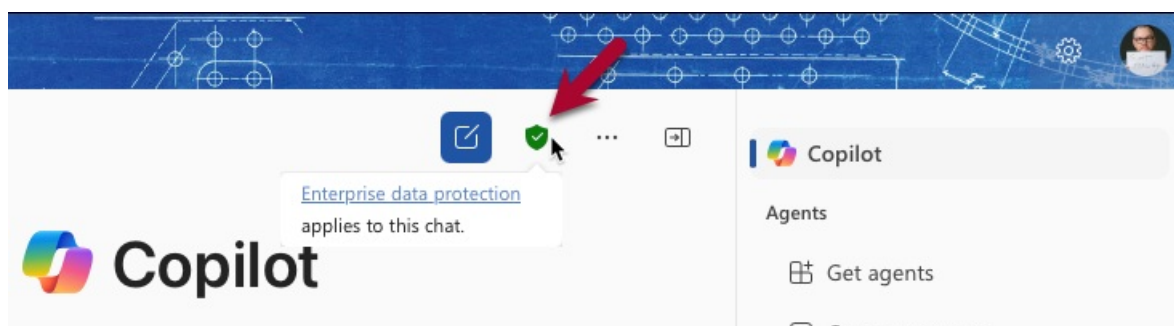 Enterprise data protection
applies to this chat.
Copilot
Copilot
Agents
Get agents